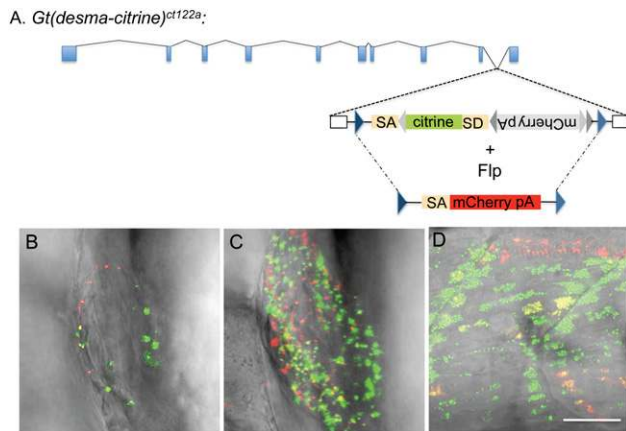 A. Gt(desma-citrine)ct122a:
SA citrine SD mCherry pA
+
Flp
SA mCherry pA
B C D